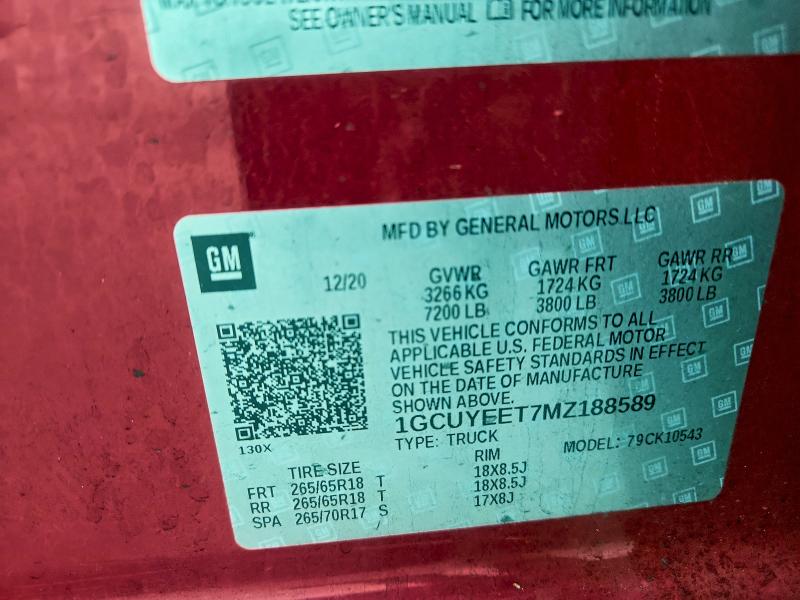 SEE OWNER'S MANUAL FOR MORE INFORMATION
GM
MFD BY GENERAL MOTORS LLC
12/20
GVWR GAWR FRT GAWR RR
3266 KG 1724 KG 1724 KG
7200 LB 3800 LB 3800 LB
THIS VEHICLE CONFORMS TO ALL
APPLICABLE U.S. FEDERAL MOTOR
VEHICLE SAFETY STANDARDS IN EFFECT
ON THE DATE OF MANUFACTURE
SHOWN ABOVE.
1GCUYEET7MZ188589
130X
TYPE: TRUCK MODEL: 79CK10543
TIRE SIZE RIM
FRT 265/65R18 T 18X8.5J
RR 265/65R18 T 18X8.5J
SPA 265/70R17 S 17X8J